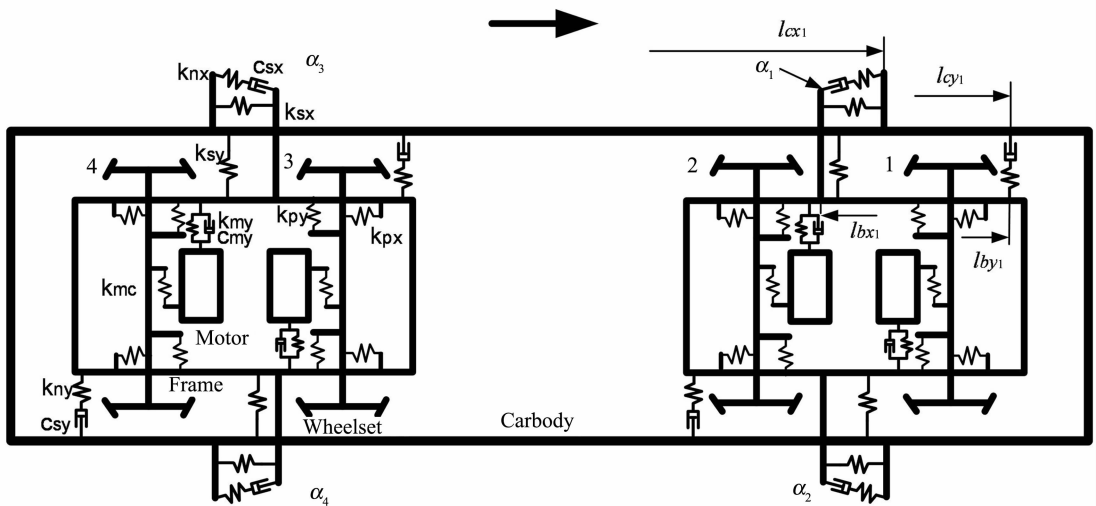 lcx1
α3
knx
csx
α1
lcy1
ksx
ksy
4
3
2
1
kmy
cmy
kpy
kpx
lbx1
lby1
kmc
Motor
kny
Frame
csy
Wheelset
Carbody
α4
α2